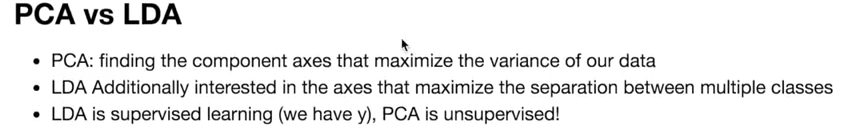 PCA vs LDA
• PCA: finding the component axes that maximize the variance of our data
• LDA Additionally interested in the axes that maximize the separation between multiple classes
• LDA is supervised learning (we have y), PCA is unsupervised!